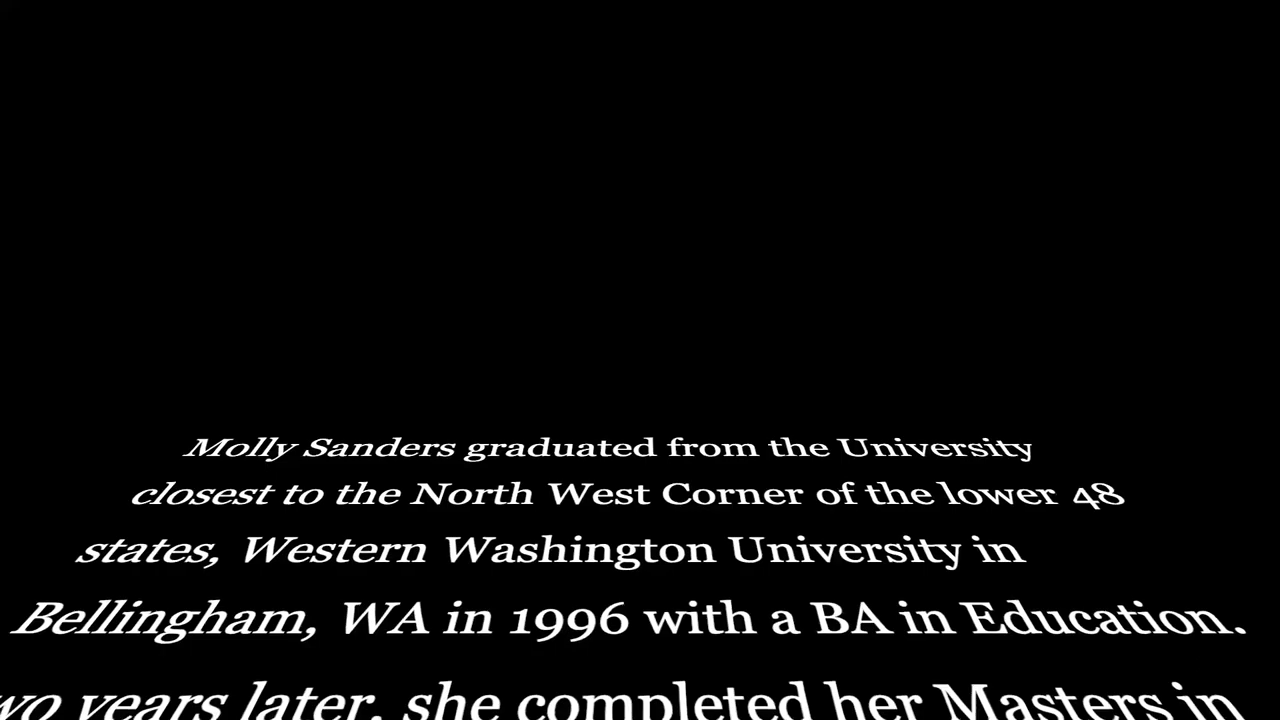 Molly Sanders graduated from the University
closest to the North West Corner of the lower 48
states, Western Washington University in
Bellingham, WA in 1996 with a BA in Education.
years later, she completed her Masters in